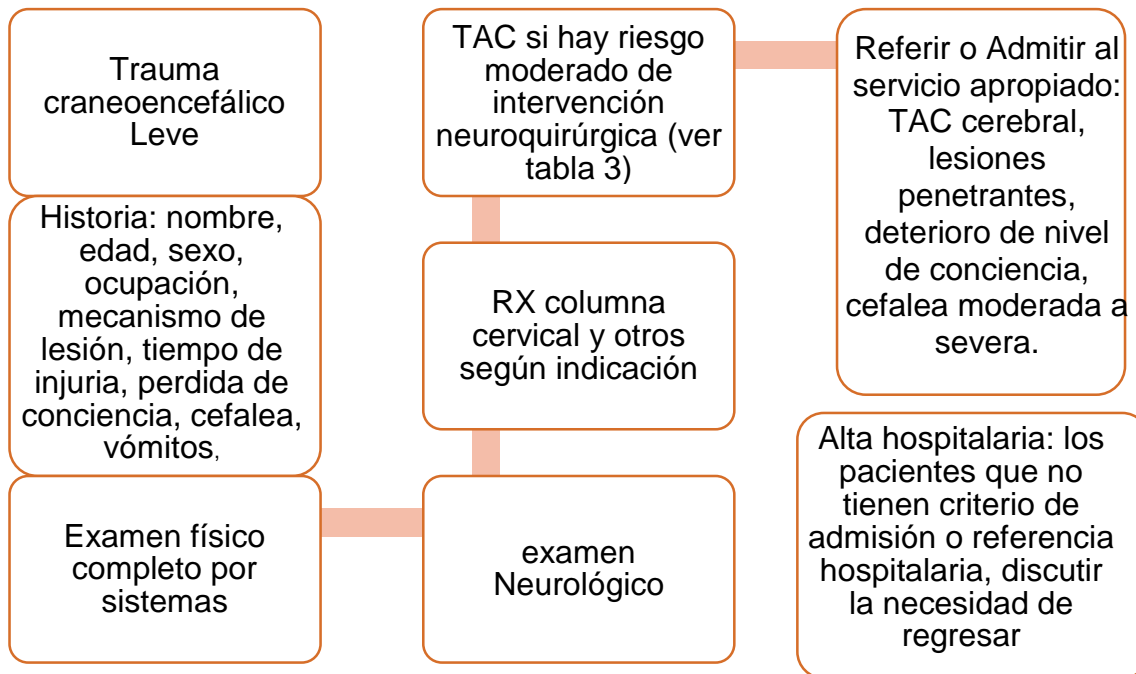 Trauma
craneoencefálico
Leve
Historia: nombre,
edad, sexo,
ocupación,
mecanismo de
lesión, tiempo de
injuria, perdida de
conciencia, cefalea,
vómitos,
Examen físico
completo por
sistemas
examen
Neurológico
RX columna
cervical y otros
según indicación
TAC si hay riesgo
moderado de
intervención
neuroquirúrgica (ver
tabla 3)
Referir o Admitir al
servicio apropiado:
TAC cerebral,
lesiones
penetrantes,
deterioro de nivel
de conciencia,
cefalea moderada a
severa.
Alta hospitalaria: los
pacientes que no
tienen criterio de
admisión o referencia
hospitalaria, discutir
la necesidad de
regresar